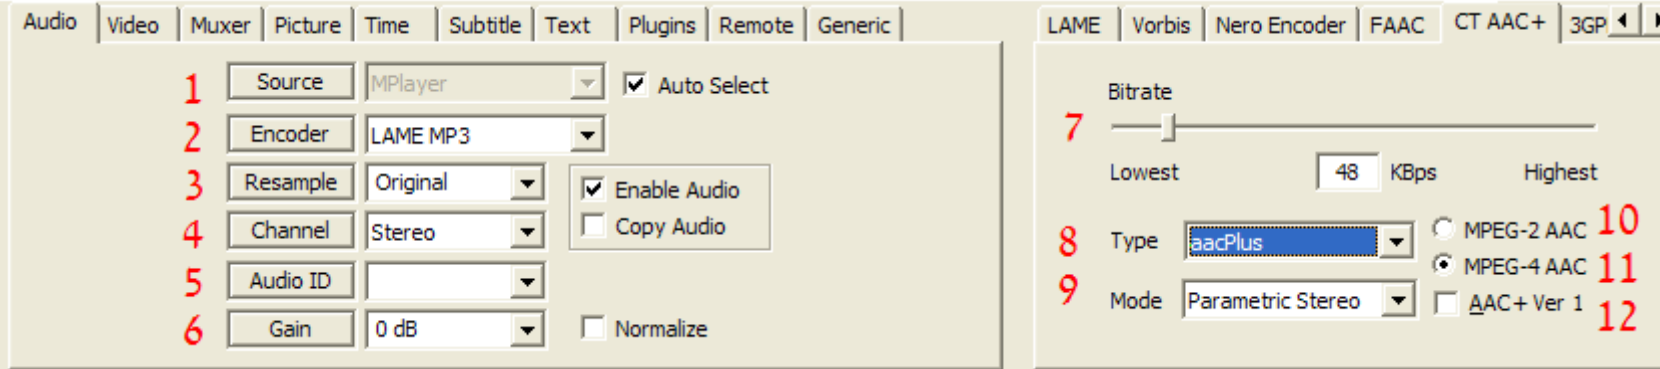 Audio Video Muxer Picture Time Subtitle Text Plugins Remote Generic
1 Source MPlayer Auto Select
2 Encoder LAME MP3
3 Resample Original Enable Audio
4 Channel Stereo Copy Audio
5 Audio ID
6 Gain 0 dB Normalize
LAME Vorbis Nero Encoder FAAC CT AAC+ 3GP
Bitrate
7
Lowest 48 KBps Highest
8 Type aacPlus MPEG-2 AAC 10
MPEG-4 AAC 11
9 Mode Parametric Stereo AAC+ Ver 1 12